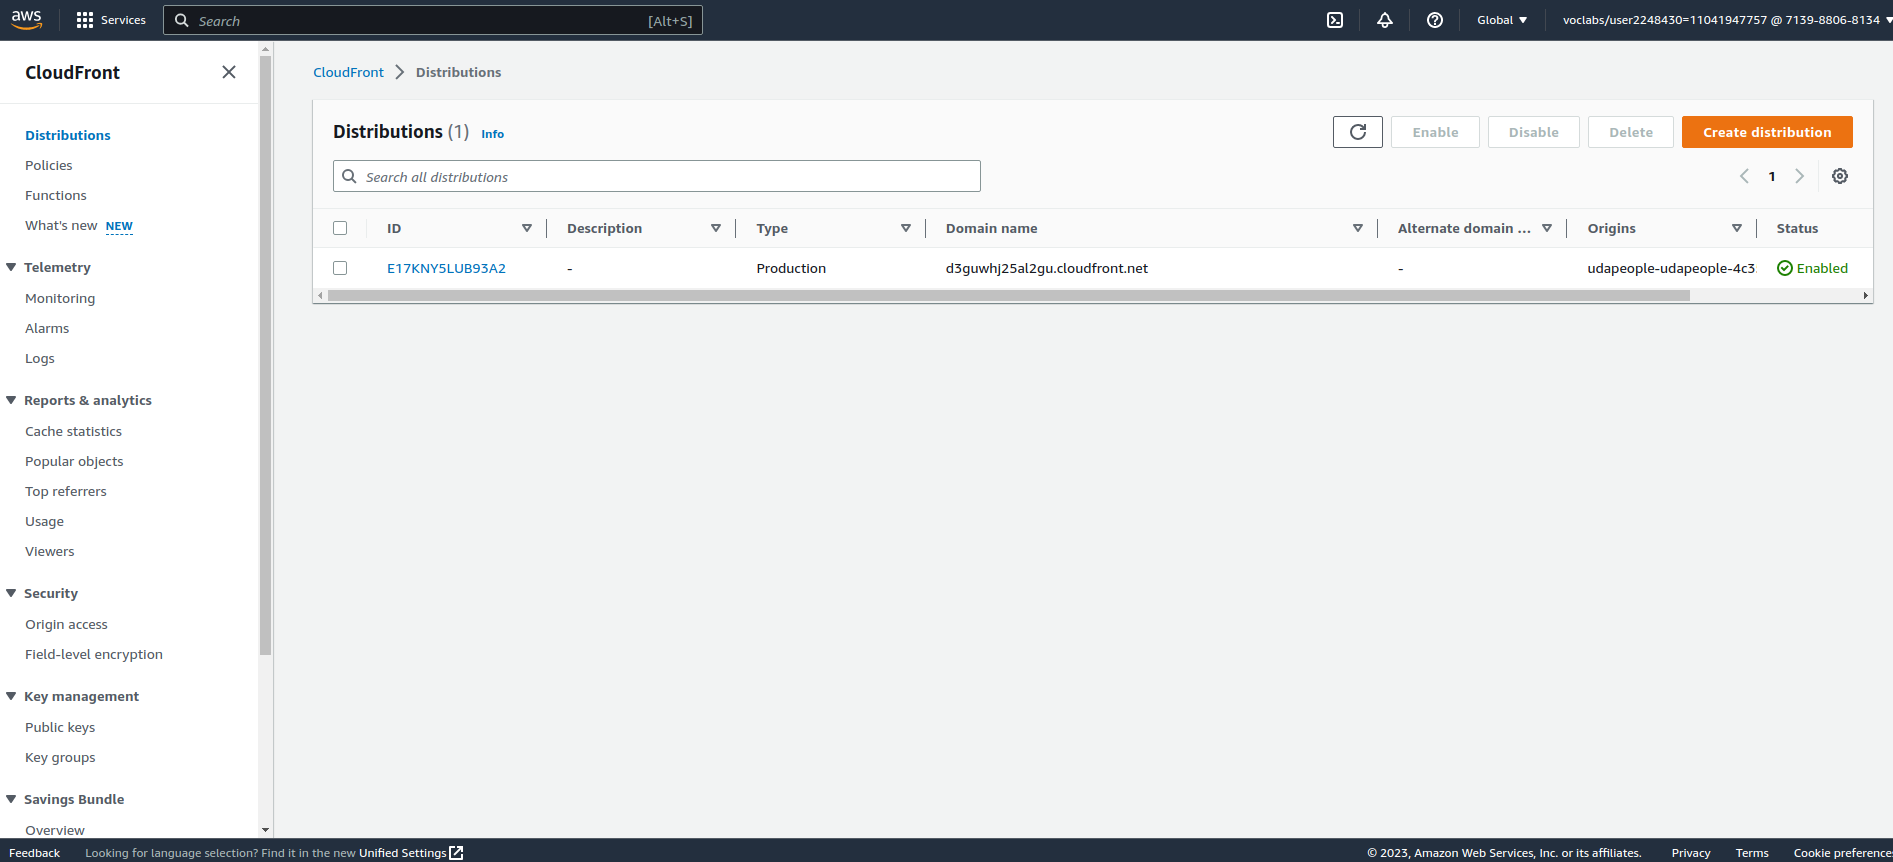 aws
Services
Search
[Alt+S]
Global
voclabs/user2248430=11041947757 @ 7139-8806-8134
CloudFront
Distributions
Policies
Functions
What's new NEW
Telemetry
Monitoring
Alarms
Logs
Reports & analytics
Cache statistics
Popular objects
Top referrers
Usage
Viewers
Security
Origin access
Field-level encryption
Key management
Public keys
Key groups
Savings Bundle
Overview
CloudFront
Distributions
Distributions (1) Info
Enable
Disable
Delete
Create distribution
Search all distributions
1
ID
Description
Type
Domain name
Alternate domain ...
Origins
Status
E17KNY5LUB93A2
-
Production
d3guwhj25al2gu.cloudfront.net
-
udapeople-udapeople-4c3
Enabled
Feedback
Looking for language selection? Find it in the new Unified Settings
© 2023, Amazon Web Services, Inc. or its affiliates.
Privacy
Terms
Cookie preferences